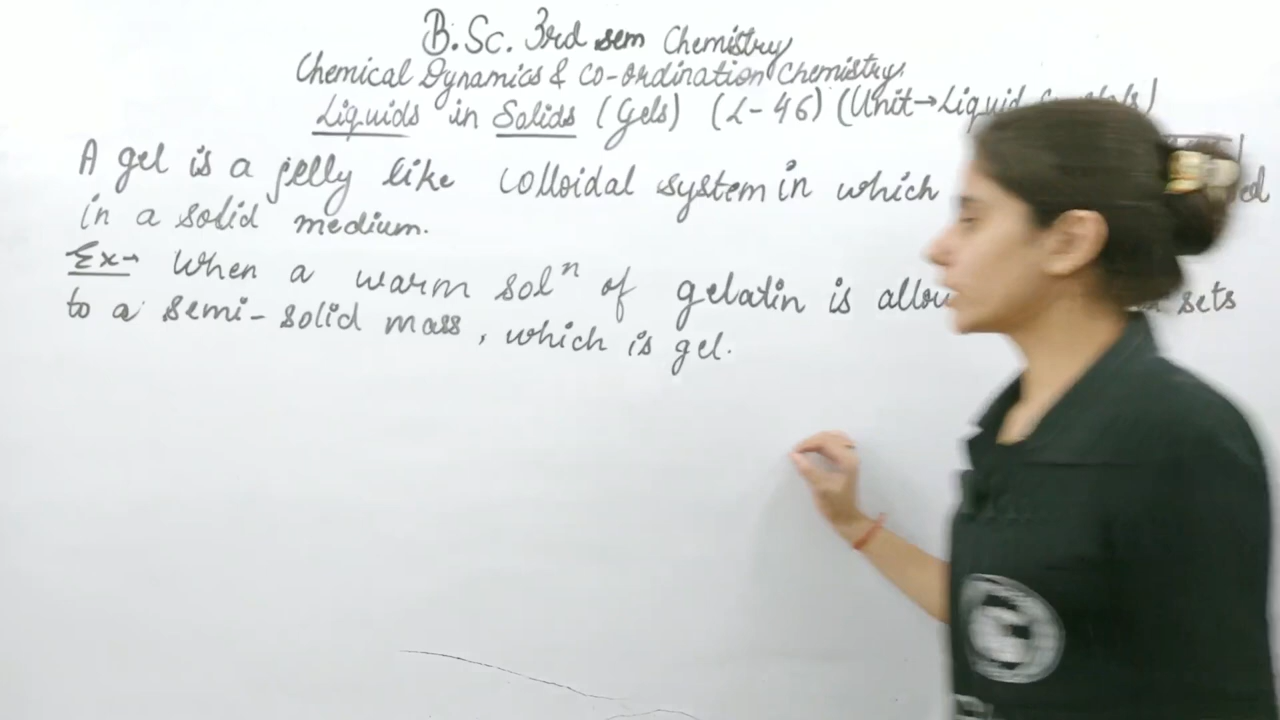 B.Sc. 3rd sem Chemistry
Chemical Dynamics & Co-ordination Chemistry
Liquids in Solids (Gels) (L-46) (Unit→Liquid
A gel is a jelly like colloidal system in which
in a solid medium.
Ex→ When a warm solⁿ of gelatin is sets
to a semi-solid mass, which is gel.